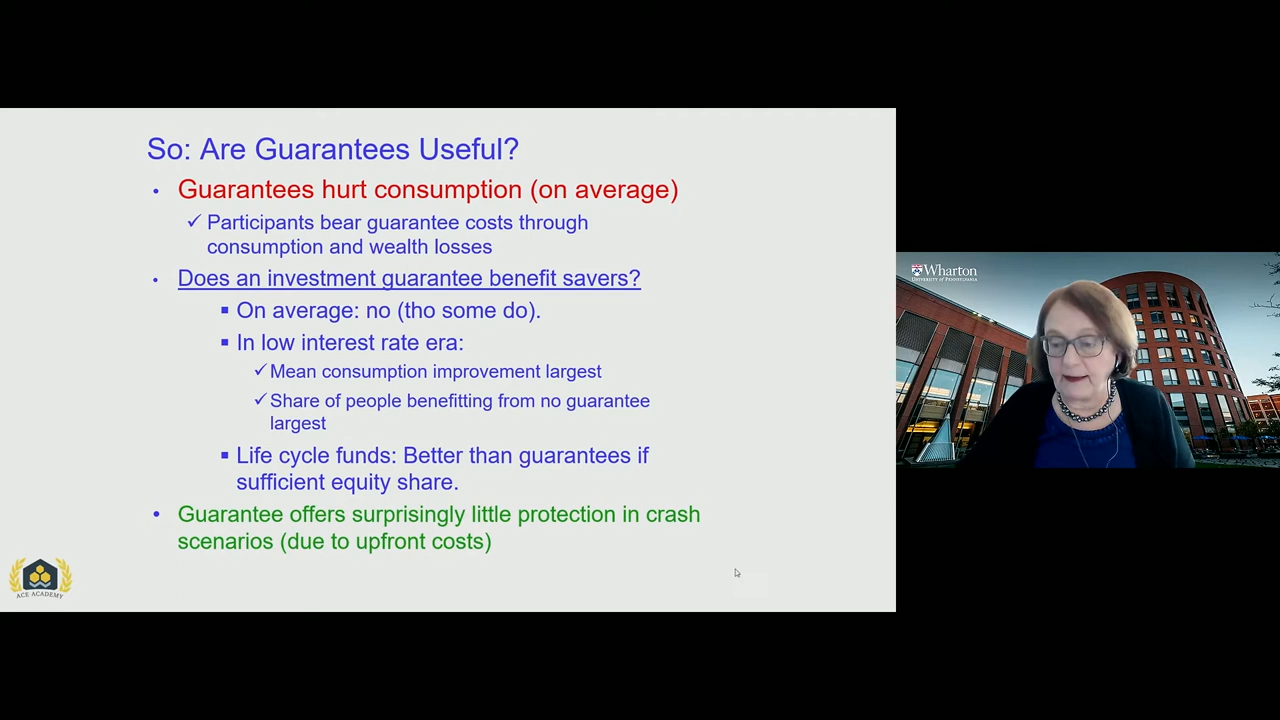 So: Are Guarantees Useful?
• Guarantees hurt consumption (on average)
✓ Participants bear guarantee costs through
consumption and wealth losses
• Does an investment guarantee benefit savers?
▪ On average: no (tho some do).
▪ In low interest rate era:
✓ Mean consumption improvement largest
✓ Share of people benefitting from no guarantee
largest
▪ Life cycle funds: Better than guarantees if
sufficient equity share.
• Guarantee offers surprisingly little protection in crash
scenarios (due to upfront costs)
ACE ACADEMY
Wharton
UNIVERSITY of PENNSYLVANIA